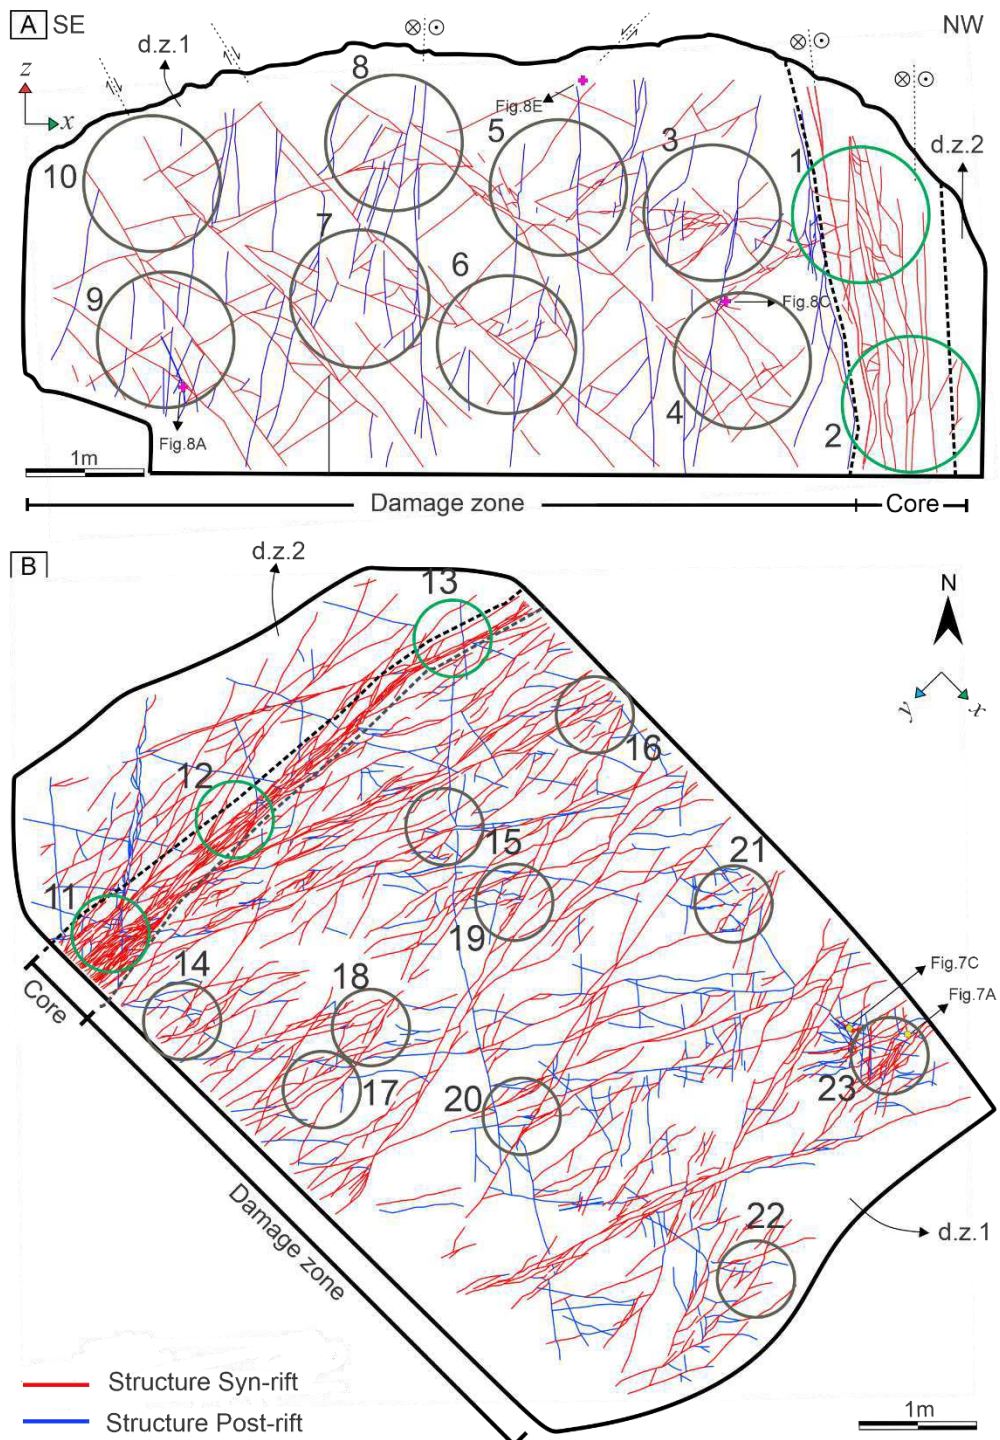 A SE
NW
d.z.1
z
x
8
Fig.8E
5
3
1
d.z.2
10
7
6
9
Fig.8C
4
2
Fig.8A
1m
Damage zone
Core
B
d.z.2
13
N
y
x
16
12
15
21
11
19
14
18
Fig.7C
Fig.7A
Core
17
20
23
Damage zone
22
d.z.1
Structure Syn-rift
Structure Post-rift
1m